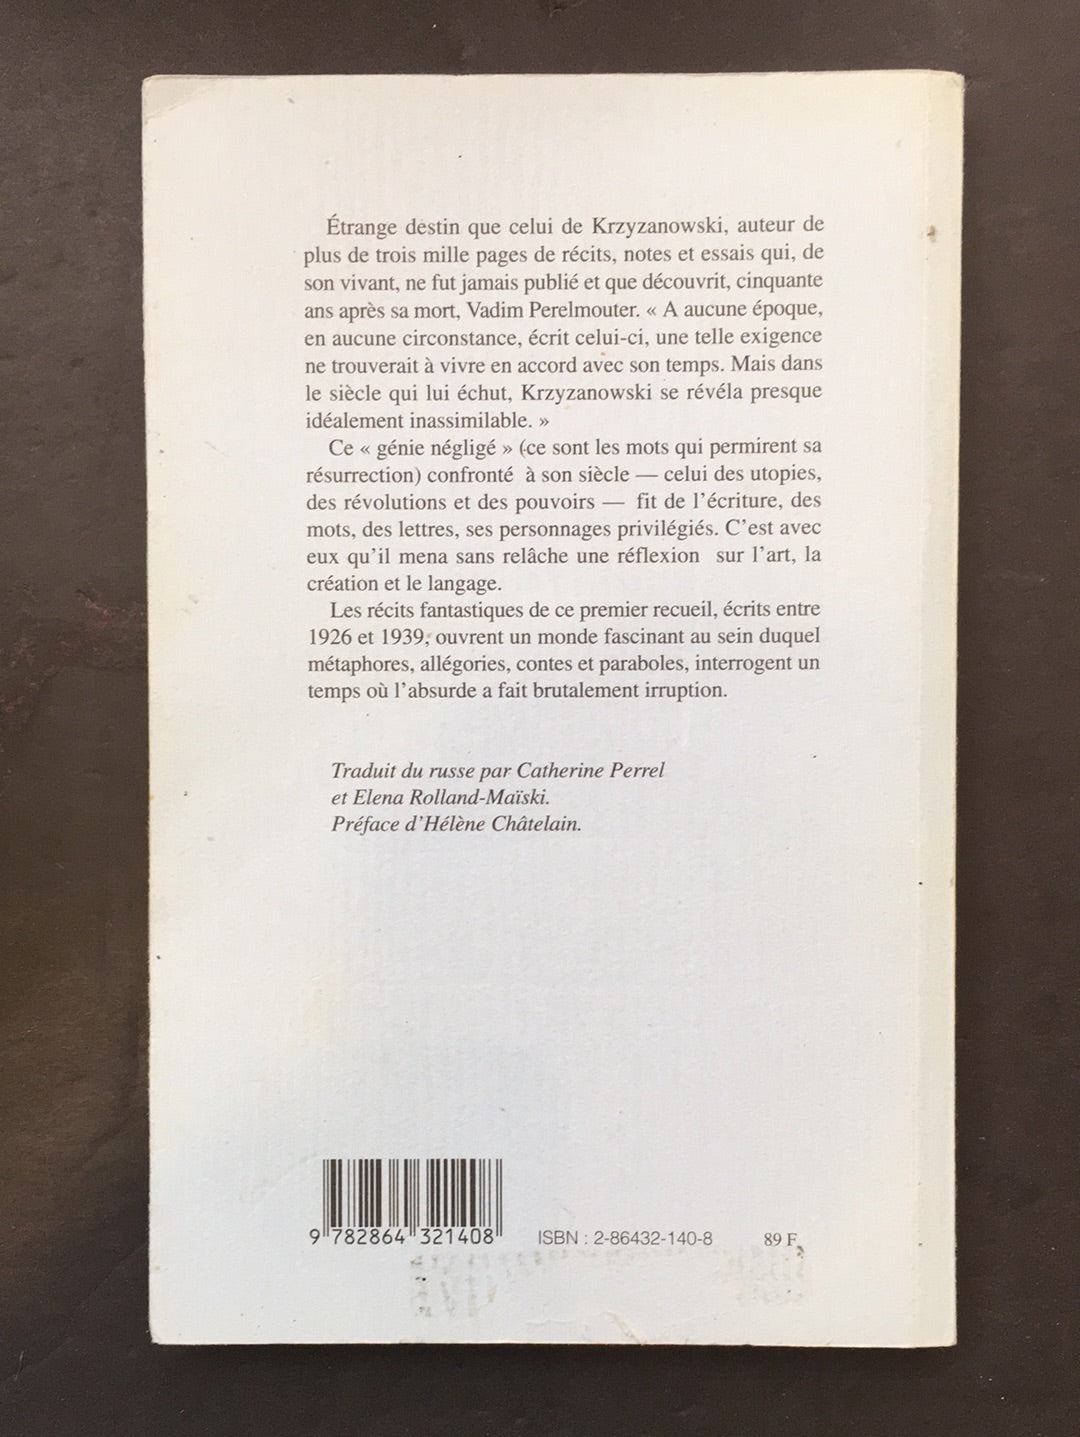 Étrange destin que celui de Krzyzanowski, auteur de
plus de trois mille pages de récits, notes et essais qui, de
son vivant, ne fut jamais publié et que découvrit, cinquante
ans après sa mort, Vadim Perelmouter. « A aucune époque,
en aucune circonstance, écrit celui-ci, une telle exigence
ne trouverait à vivre en accord avec son temps. Mais dans
le siècle qui lui échut, Krzyzanowski se révéla presque
idéalement inassimilable. »
Ce « génie négligé » (ce sont les mots qui permirent sa
résurrection) confronté à son siècle — celui des utopies,
des révolutions et des pouvoirs — fit de l'écriture, des
mots, des lettres, ses personnages privilégiés. C'est avec
eux qu'il mena sans relâche une réflexion sur l'art, la
création et le langage.
Les récits fantastiques de ce premier recueil, écrits entre
1926 et 1939, ouvrent un monde fascinant au sein duquel
métaphores, allégories, contes et paraboles, interrogent un
temps où l'absurde a fait brutalement irruption.
Traduit du russe par Catherine Perrel
et Elena Rolland-Maïski.
Préface d'Hélène Châtelain.
9 782864 321408
ISBN : 2-86432-140-8
89 F